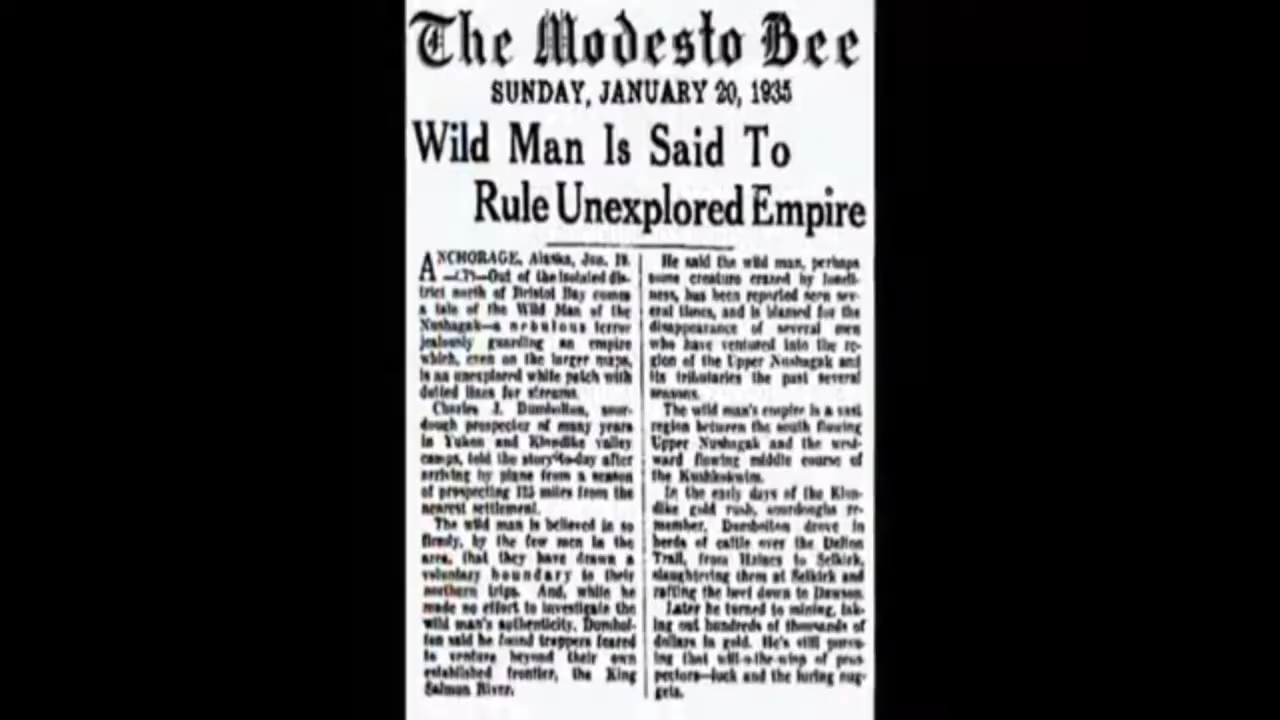 The Modesto Bee
SUNDAY, JANUARY 20, 1935
Wild Man Is Said To
Rule Unexplored Empire
ANCHORAGE, Alaska, Jan. 19.
Out of the isolated dis-
trict north of Bristol Bay comes
a tale of the Wild Man of the
Nushagak—a nebulous terror
jealously guarding an empire
which, even on the larger maps,
is an unexplored white patch with
dotted lines for streams.
Charles J. sour-
dough prospector of many years
in Yukon and Klondike valley
camps, told the story to-day after
arriving by plane from a season
of prospecting 125 miles from the
nearest settlement.
The wild man is believed in so
firmly, by the few men in the
area, that they have drawn a
voluntary boundary to their
northern trips. And, while he
made no effort to investigate the
wild man's authenticity,
said he found trappers feared
to venture beyond their own
established frontier, the King
Salmon River.
He said the wild man, perhaps
some creature crazed by loneli-
ness, has been reported seen sev-
eral times, and is blamed for the
disappearance of several men
who have ventured into the re-
gion of the Upper Nushagak and
its tributaries the past several
seasons.
The wild man's empire is a vast
region between the south flowing
Upper Nushagak and the west-
ward flowing middle course of
the Kushkokwim.
In the early days of the Klon-
dike gold rush, sourdoughs re-
member, drove in
herds of cattle over the Dalton
Trail, from Haines to Selkirk,
slaughtering them at Selkirk and
rafting the beef down to Dawson.
Later he turned to mining, tak-
ing out hundreds of thousands of
dollars in gold. He's still pursu-
ing that will-o-the-wisp of pros-
pectors—luck and the luring nug-
gets.